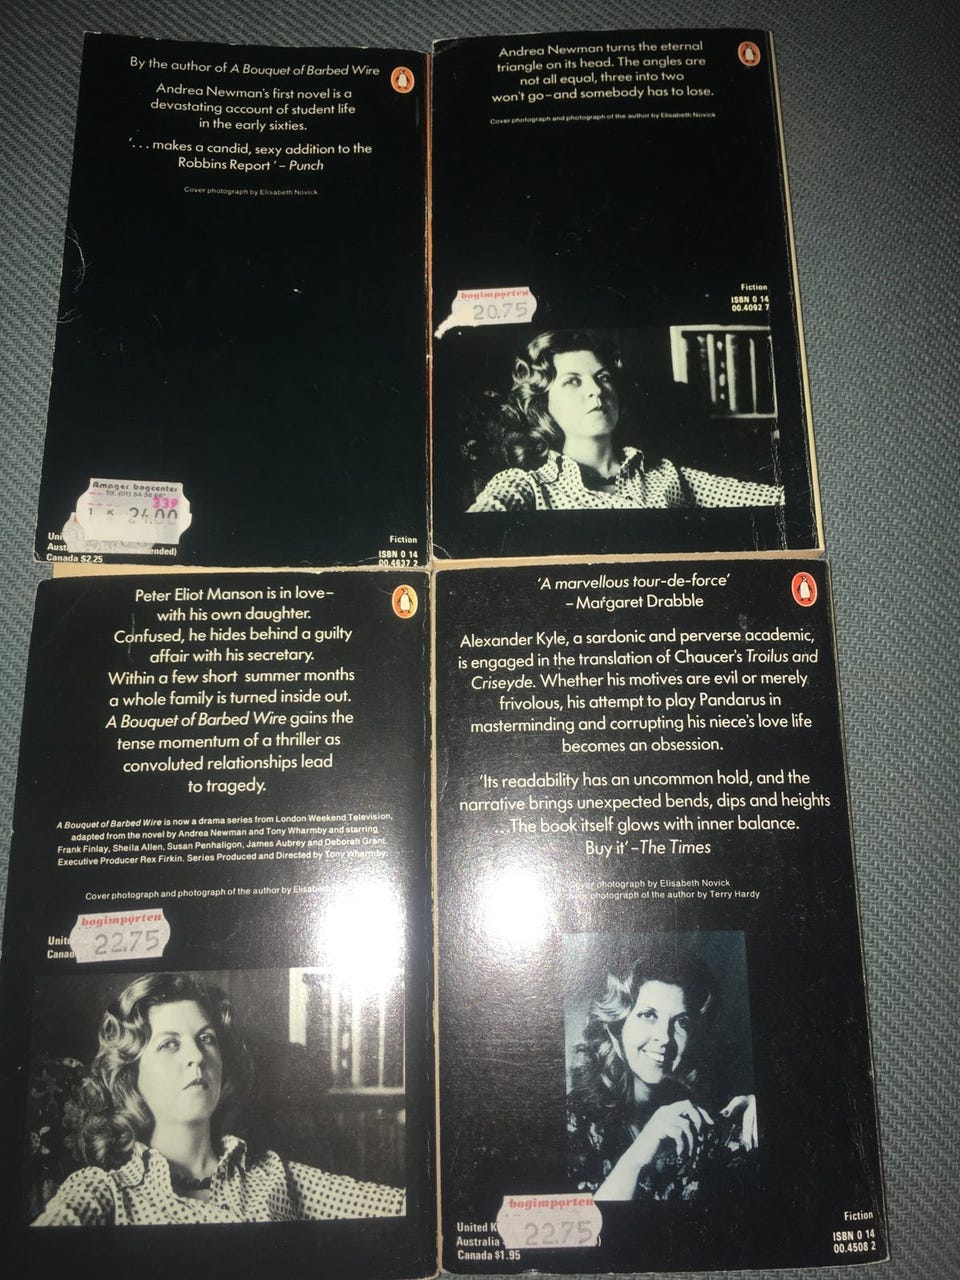 By the author of A Bouquet of Barbed Wire
Andrea Newman's first novel is a
devastating account of student life
in the early sixties.
'... makes a candid, sexy addition to the
Robbins Report' – Punch
Cover photograph by Elisabeth Novick
Amager bogcenter
Tlf. (01) 54
339
1 K 24.00
ended)
Canada $2.25
Fiction
ISBN 0 14
00.4637 2
Andrea Newman turns the eternal
triangle on its head. The angles are
not all equal, three into two
won't go–and somebody has to lose.
Cover photograph and photograph of the author by Elisabeth Novick
bogimporten
20.75
Fiction
ISBN 0 14
00.4092 7
Peter Eliot Manson is in love–
with his own daughter.
Confused, he hides behind a guilty
affair with his secretary.
Within a few short summer months
a whole family is turned inside out.
A Bouquet of Barbed Wire gains the
tense momentum of a thriller as
convoluted relationships lead
to tragedy.
A Bouquet of Barbed Wire is now a drama series from London Weekend Television,
adapted from the novel by Andrea Newman and Tony Wharmby and starring
Frank Finlay, Sheila Allen, Susan Penhaligon, James Aubrey and Deborah Grant.
Executive Producer Rex Firkin. Series Produced and Directed by Tony Wharmby.
Cover photograph and photograph of the author by
bogimporten
22.75
'A marvellous tour-de-force'
–Margaret Drabble
Alexander Kyle, a sardonic and perverse academic,
is engaged in the translation of Chaucer's Troilus and
Criseyde. Whether his motives are evil or merely
frivolous, his attempt to play Pandarus in
masterminding and corrupting his niece's love life
becomes an obsession.
'Its readability has an uncommon hold, and the
narrative brings unexpected bends, dips and heights
...The book itself glows with inner balance.
Buy it' –The Times
Cover photograph by Elisabeth Novick
photograph of the author by Terry Hardy
bogimporten
22.75
United K
Australia
Canada $1.95
Fiction
ISBN 0 14
00.4508 2